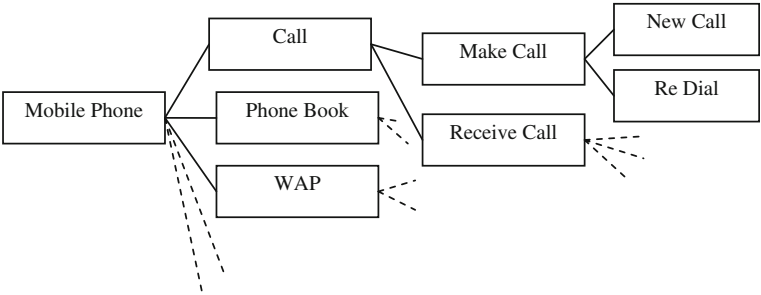 Mobile Phone
Call
Phone Book
WAP
Make Call
Receive Call
New Call
Re Dial